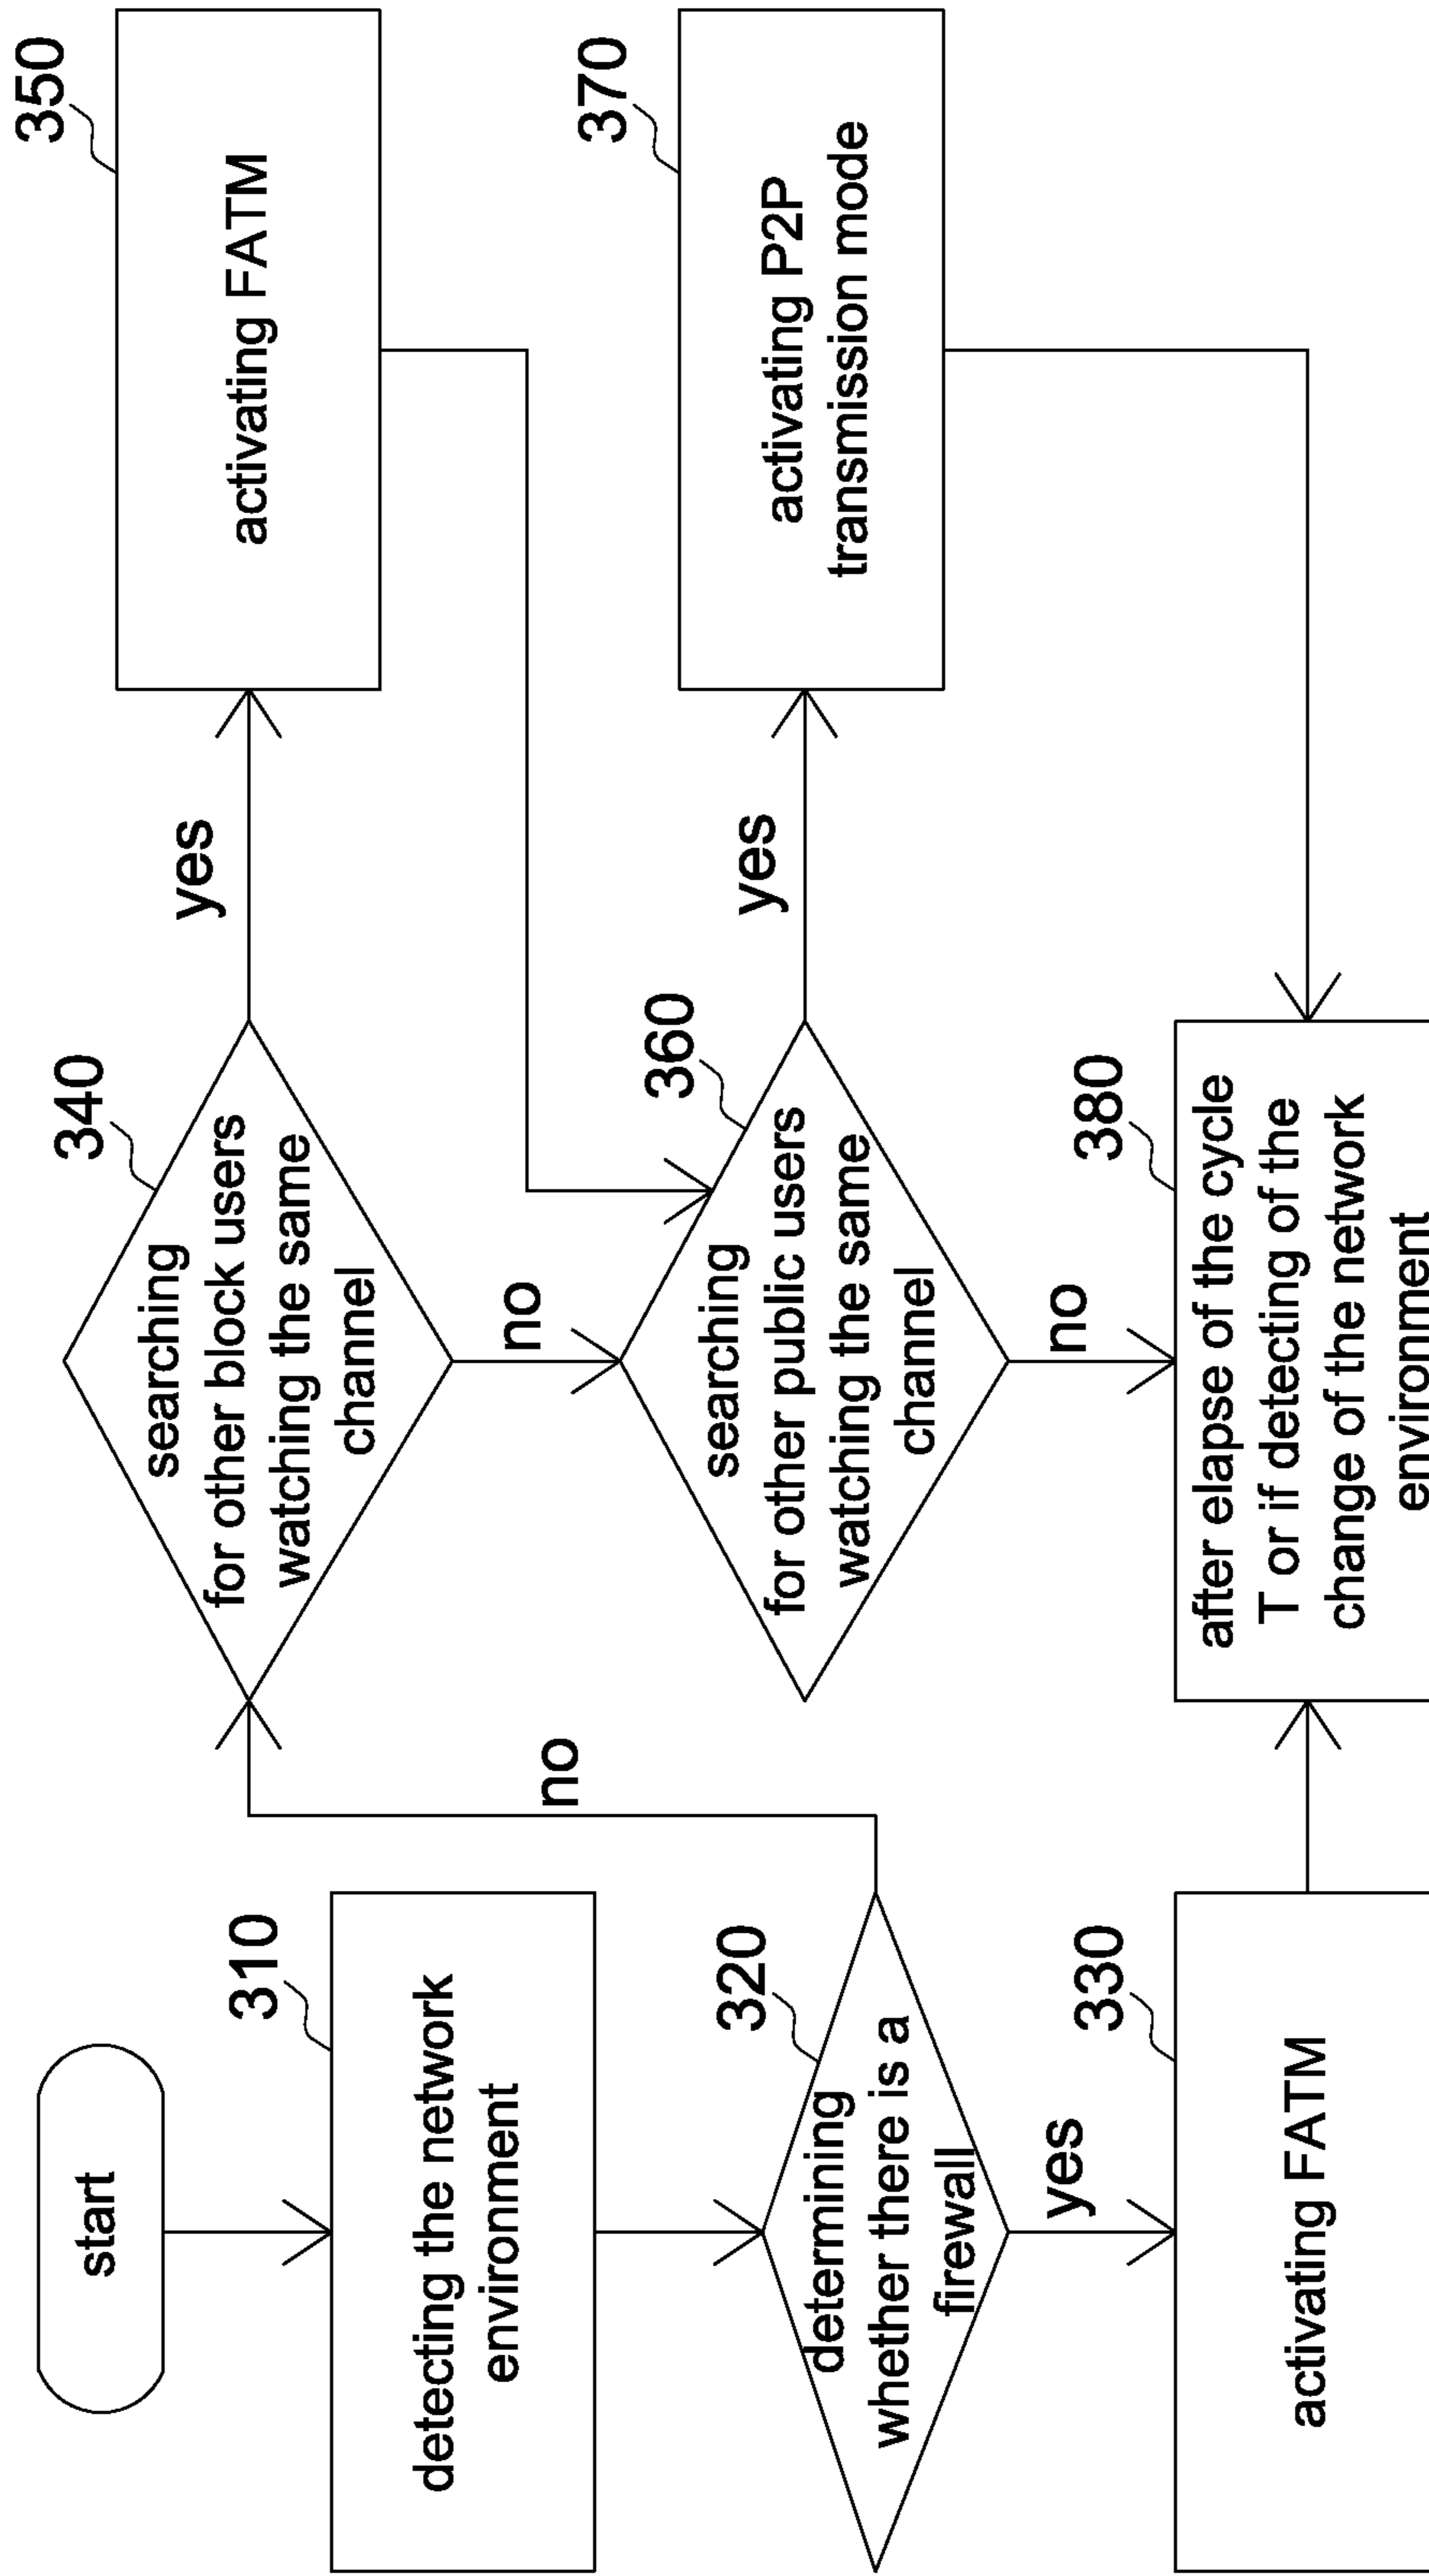 start
310
detecting the network
environment
320
determining
whether there is a
firewall
yes
330
activating FATM
no
340
searching
for other block users
watching the same
channel
yes
350
activating FATM
no
360
searching
for other public users
watching the same
channel
yes
370
activating P2P
transmission mode
no
380
after elapse of the cycle
T or if detecting of the
change of the network
environment